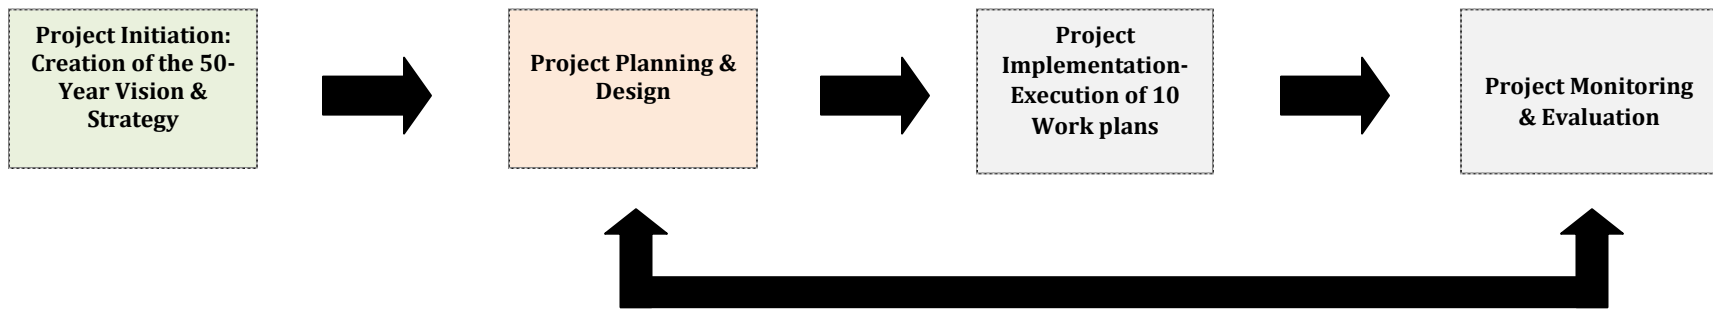 Project Initiation:
Creation of the 50-
Year Vision &
Strategy
Project Planning &
Design
Project
Implementation-
Execution of 10
Work plans
Project Monitoring
& Evaluation